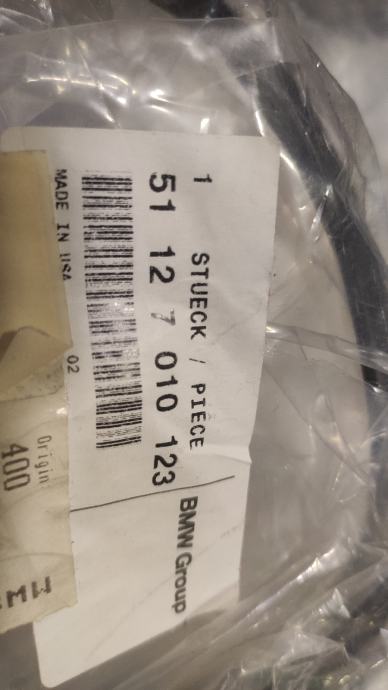 1 STUECK / PIECE
51 12 7 010 123
BMW Group
MADE IN USA
02
Origin
400